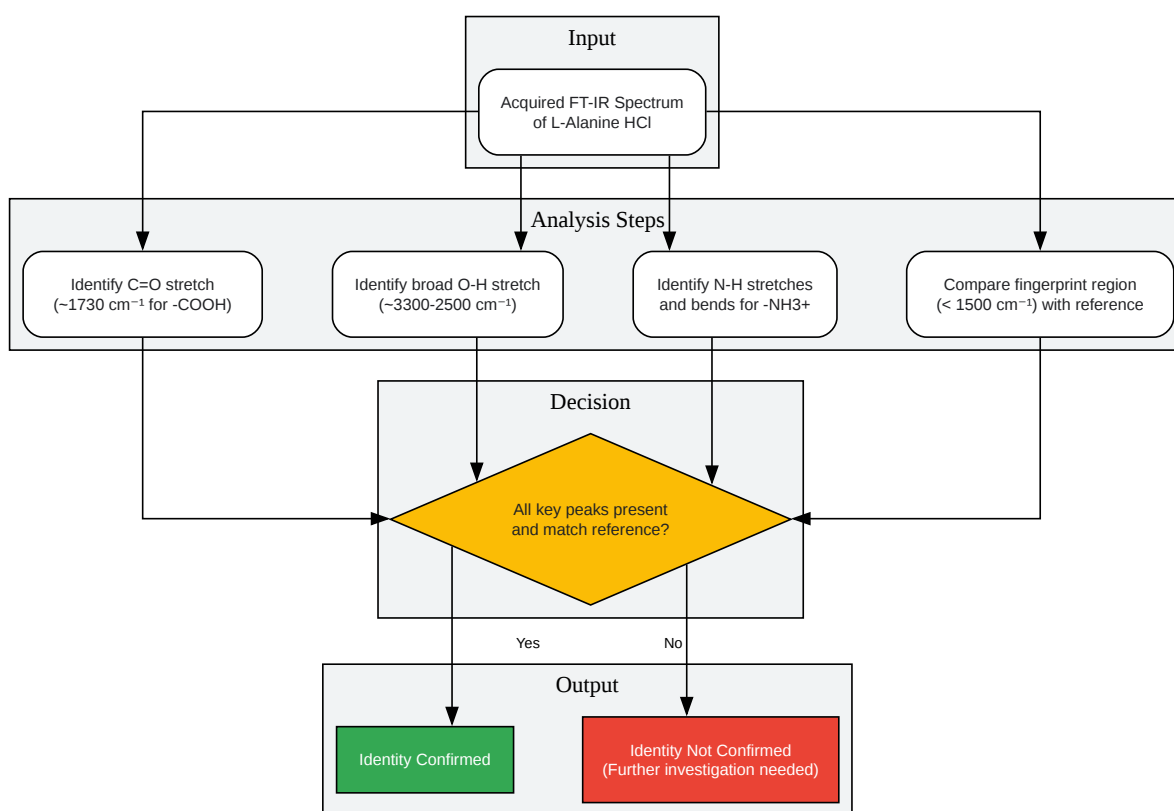 Input
Acquired FT-IR Spectrum
of L-Alanine HCl
Analysis Steps
Identify C=O stretch
(~1730 cm⁻¹ for -COOH)
Identify broad O-H stretch
(~3300-2500 cm⁻¹)
Identify N-H stretches
and bends for -NH3+
Compare fingerprint region
(< 1500 cm⁻¹) with reference
Decision
All key peaks present
and match reference?
Yes
No
Output
Identity Confirmed
Identity Not Confirmed
(Further investigation needed)